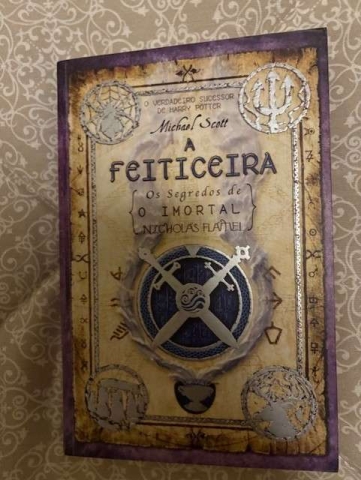 O VERDADEIRO SUCESSOR
DE HARRY POTTER
Michael Scott
A
FEITICEIRA
Os Segredos de
O IMORTAL
NICHOLAS FLAMEL